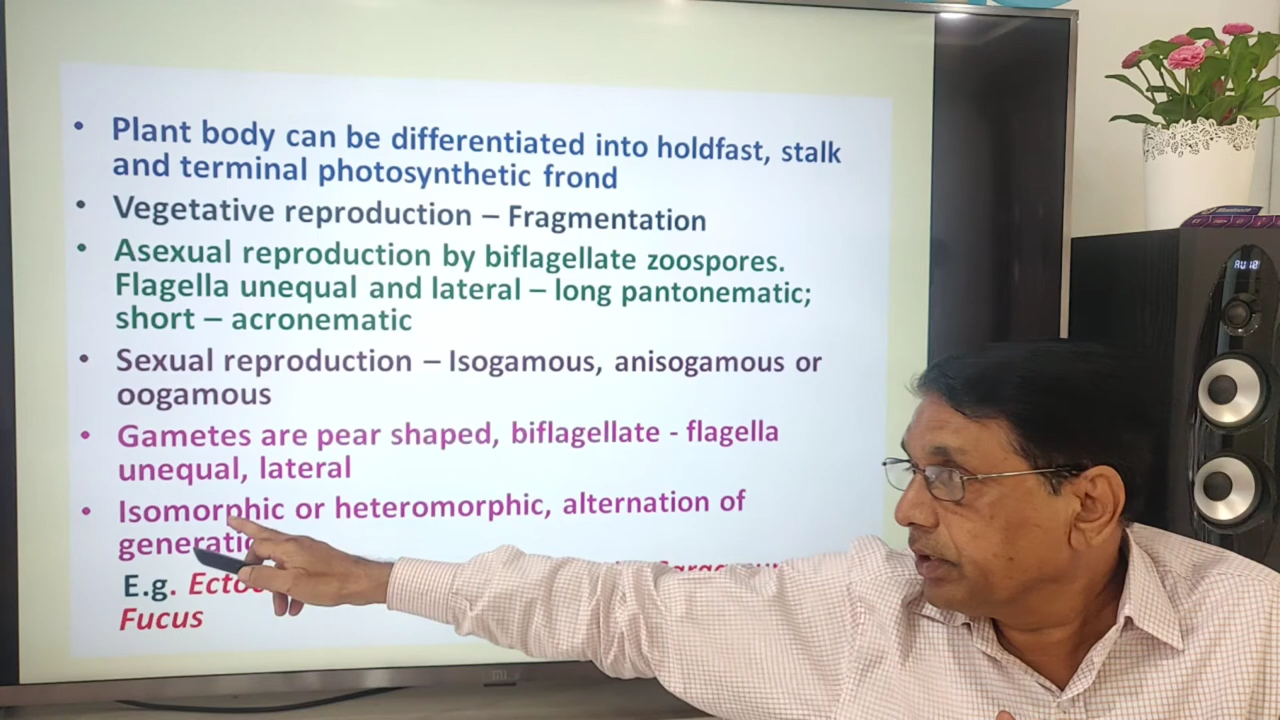 • Plant body can be differentiated into holdfast, stalk
and terminal photosynthetic frond
• Vegetative reproduction – Fragmentation
• Asexual reproduction by biflagellate zoospores.
Flagella unequal and lateral – long pantonematic;
short – acronematic
• Sexual reproduction – Isogamous, anisogamous or
oogamous
• Gametes are pear shaped, biflagellate - flagella
unequal, lateral
• Isomorphic or heteromorphic, alternation of
E.g.
Fucus
mi